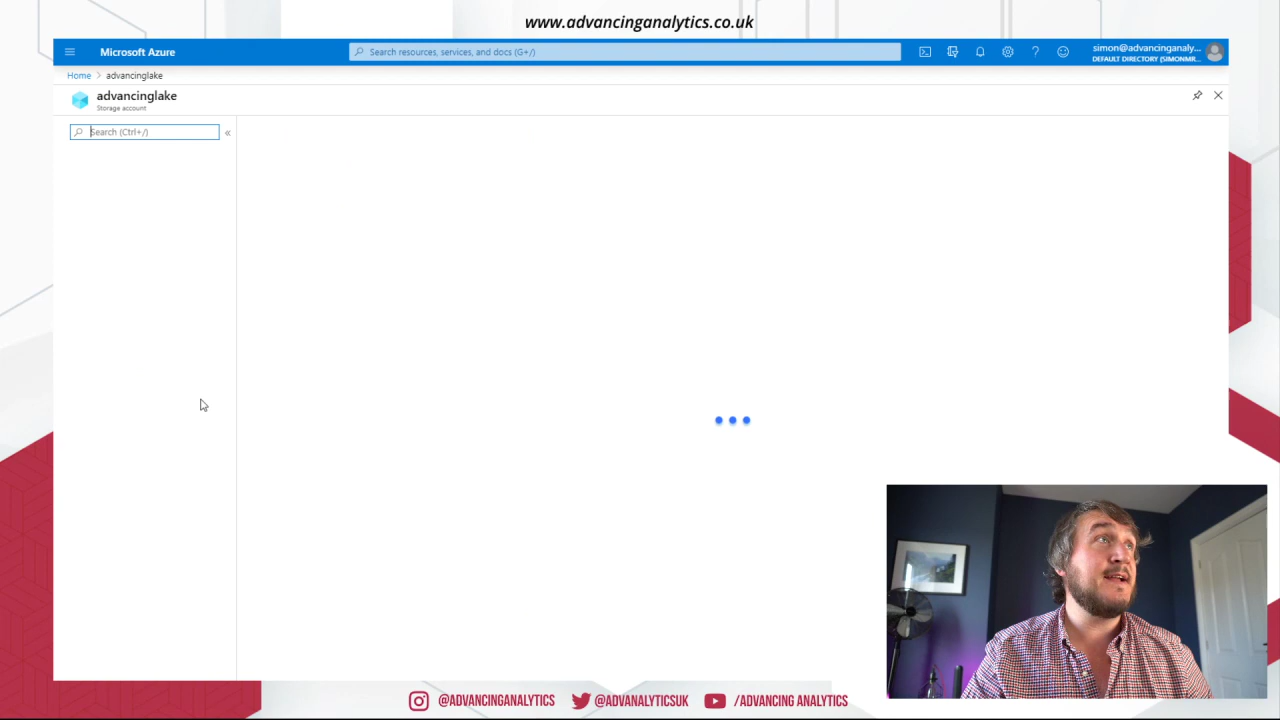 www.advancinganalytics.co.uk
Microsoft Azure
Search resources, services, and docs (G+/)
simon@advancinganaly...
DEFAULT DIRECTORY (SIMONMR...
Home > advancinglake
advancinglake
Storage account
Search (Ctrl+/)
@ADVANCINGANALYTICS
@ADVANALYTICSUK
/ADVANCING ANALYTICS